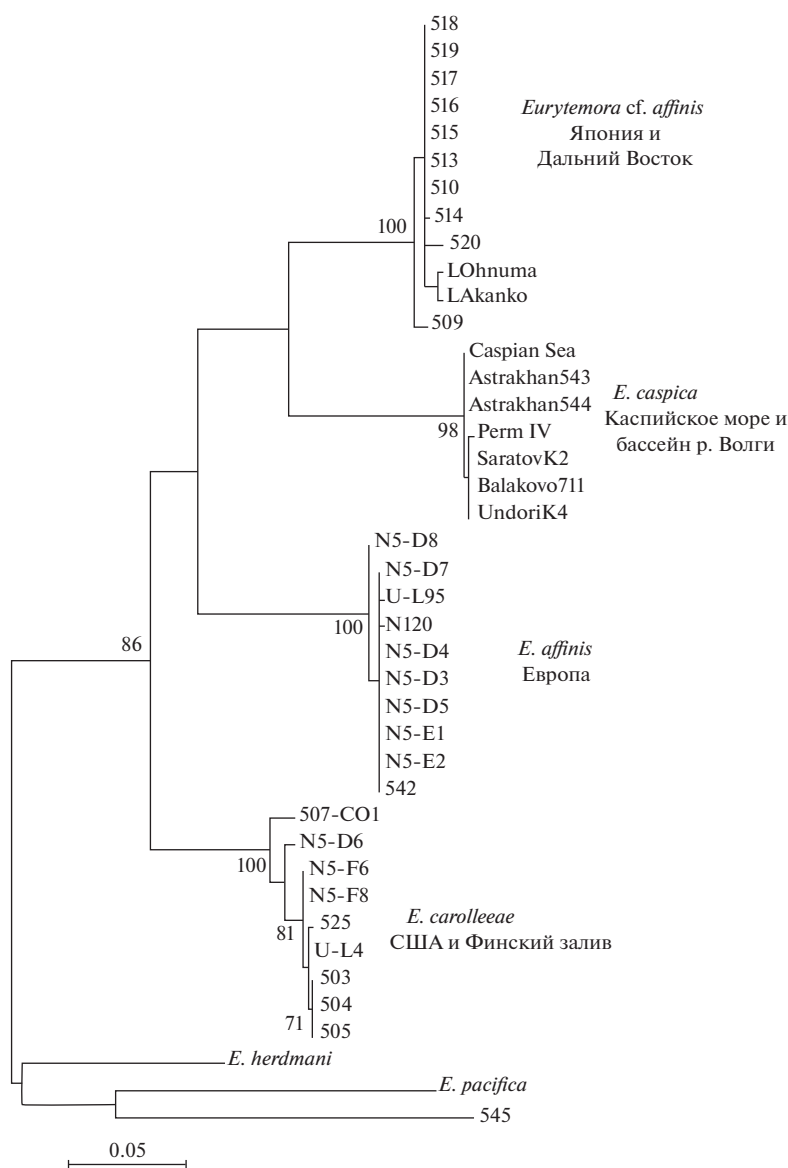 518
519
517
516
515
513
510
514
100
520
LOhnuma
LAkanko
509
Eurytemora cf. affinis
Япония и
Дальний Восток
Caspian Sea
Astrakhan543
Astrakhan544
98
Perm IV
SaratovK2
Balakovo711
UndoriK4
E. caspica
Каспийское море и
бассейн р. Волги
N5-D8
N5-D7
U-L95
100
N120
N5-D4
N5-D3
N5-D5
N5-E1
N5-E2
542
E. affinis
Европа
86
507-CO1
N5-D6
100
N5-F6
N5-F8
81
525
U-L4
503
504
71
505
E. carolleeae
США и Финский залив
E. herdmani
E. pacifica
545
0.05